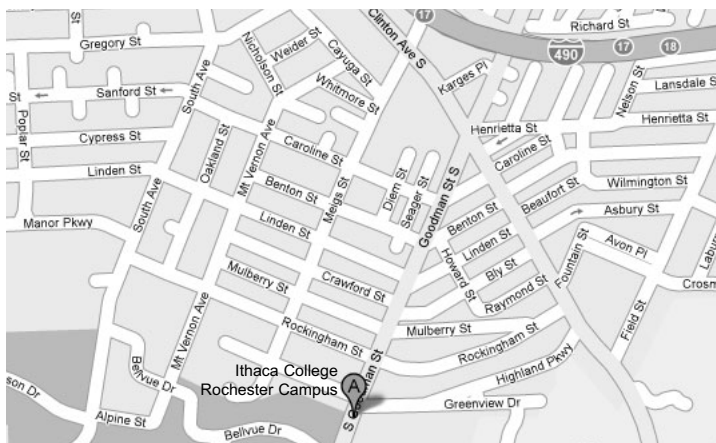 17
Richard St
Gregory St
Weider St
Nicholson St
Cayuga St
Clinton Ave S
490
17
18
Karges Pl
Nelson St
Lansdale St
Sanford St
St
South Ave
Whitmore St
Poplar St
Cypress St
Oakland St
Mt Vernon Ave
Caroline St
Henrietta St
Henrietta St
Caroline St
Linden St
South Ave
Benton St
Meigs St
Diem St
Seager St
Goodman St S
Benton St
Beaufort St
Wilmington St
Asbury St
Manor Pkwy
Linden St
Linden St
Howard St
Bly St
Fountain St
Avon Pl
Mulberry St
Crawford St
Raymond St
Field St
Mt Vernon Ave
Rockingham St
Mulberry St
Rockingham St
Highland Pkwy
Bellvue Dr
Ithaca College
Rochester Campus
A
Greenview Dr
Alpine St
Bellvue Dr